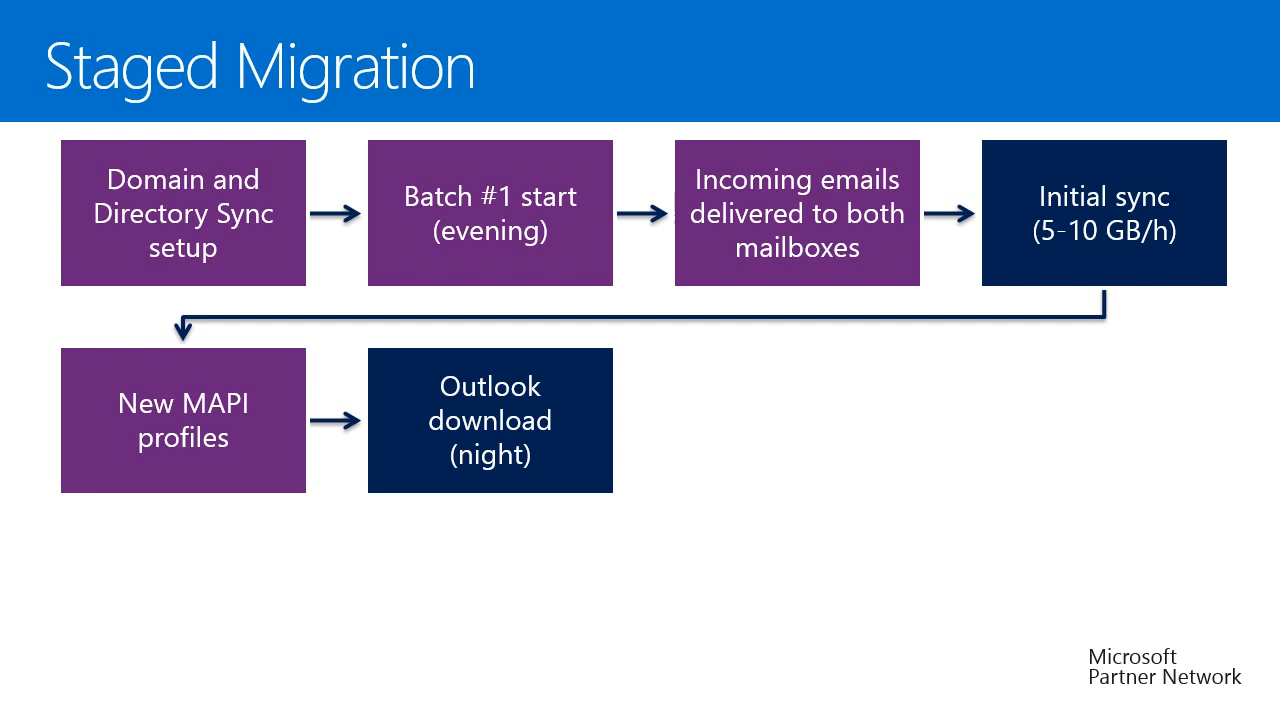 Staged Migration
Domain and
Directory Sync
setup
Batch #1 start
(evening)
Incoming emails
delivered to both
mailboxes
Initial sync
(5-10 GB/h)
New MAPI
profiles
Outlook
download
(night)
Microsoft
Partner Network